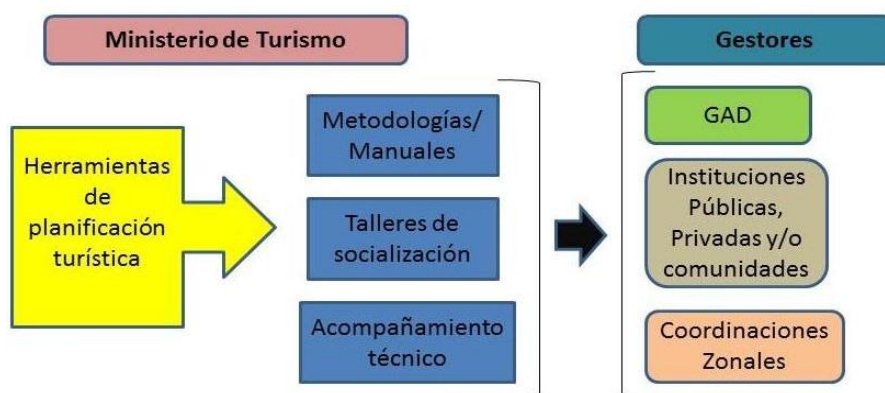 Ministerio de Turismo
Gestores
Herramientas
de
planificación
turística
Metodologías/
Manuales
Talleres de
socialización
Acompañamiento
técnico
GAD
Instituciones
Públicas,
Privadas y/o
comunidades
Coordinaciones
Zonales